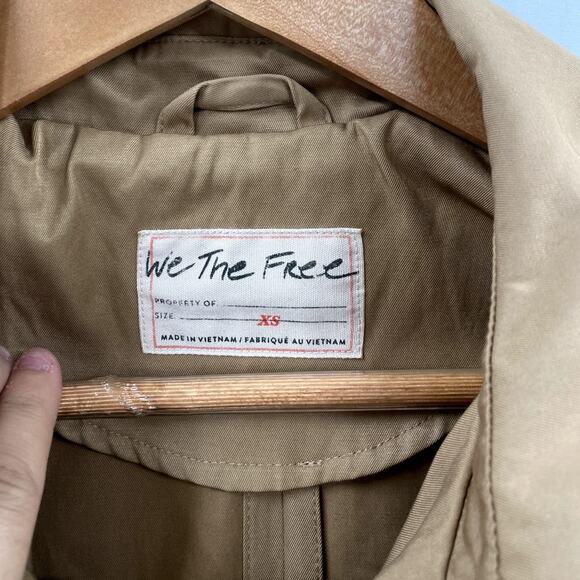 We The Free
PROPERTY OF
SIZE XS
MADE IN VIETNAM / FABRIQUÉ AU VIETNAM